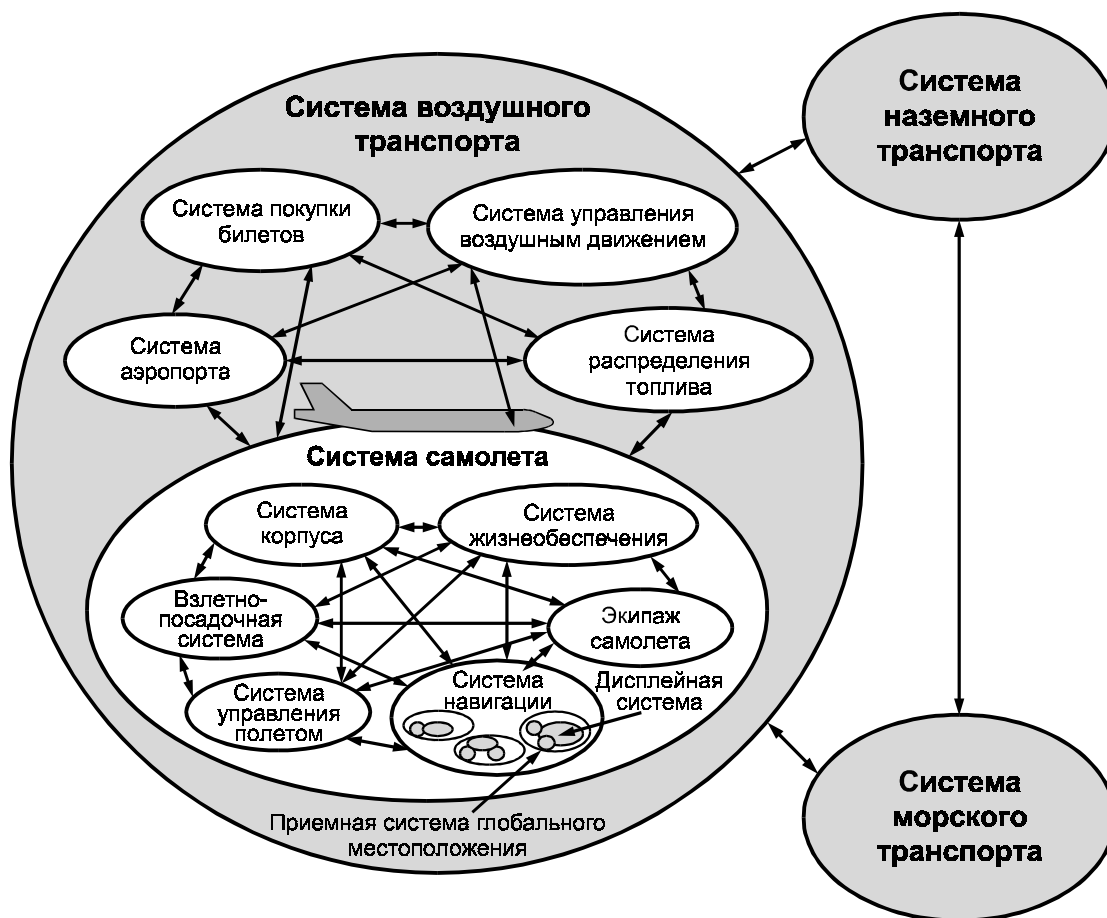 Система воздушного
транспорта
Система
наземного
транспорта
Система покупки
билетов
Система управления
воздушным движением
Система
аэропорта
Система
распределения
топлива
Система самолета
Система
корпуса
Система
жизнеобеспечения
Взлетно-
посадочная
система
Экипаж
самолета
Система
управления
полетом
Система
навигации
Дисплейная
система
Приемная система глобального
местоположения
Система
морского
транспорта